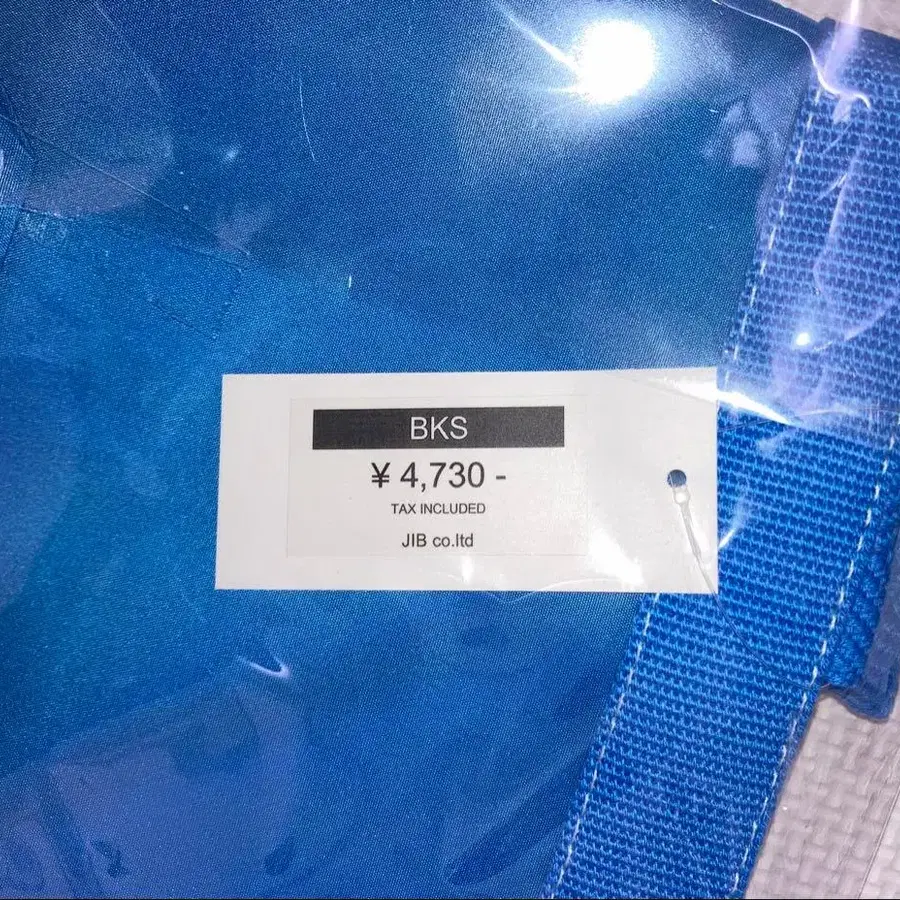 BKS
¥ 4,730 -
TAX INCLUDED
JIB co.ltd